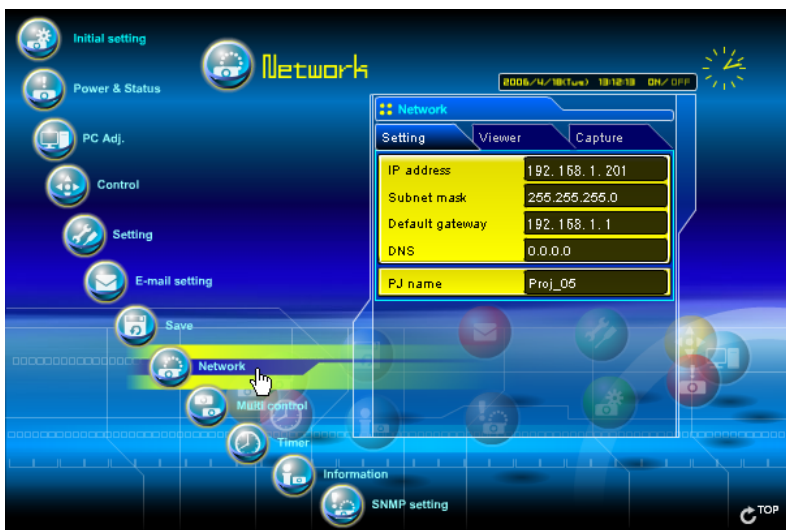 Initial setting
Network
Power & Status
2006/4/18(Tue) 13:12:13 ON/OFF
PC Adj.
Control
Setting
E-mail setting
Save
Network
Multi control
Timer
Information
SNMP setting
Network
Setting Viewer Capture
IP address 192.168.1.201
Subnet mask 255.255.255.0
Default gateway 192.168.1.1
DNS 0.0.0.0
PJ name Proj_05
TOP